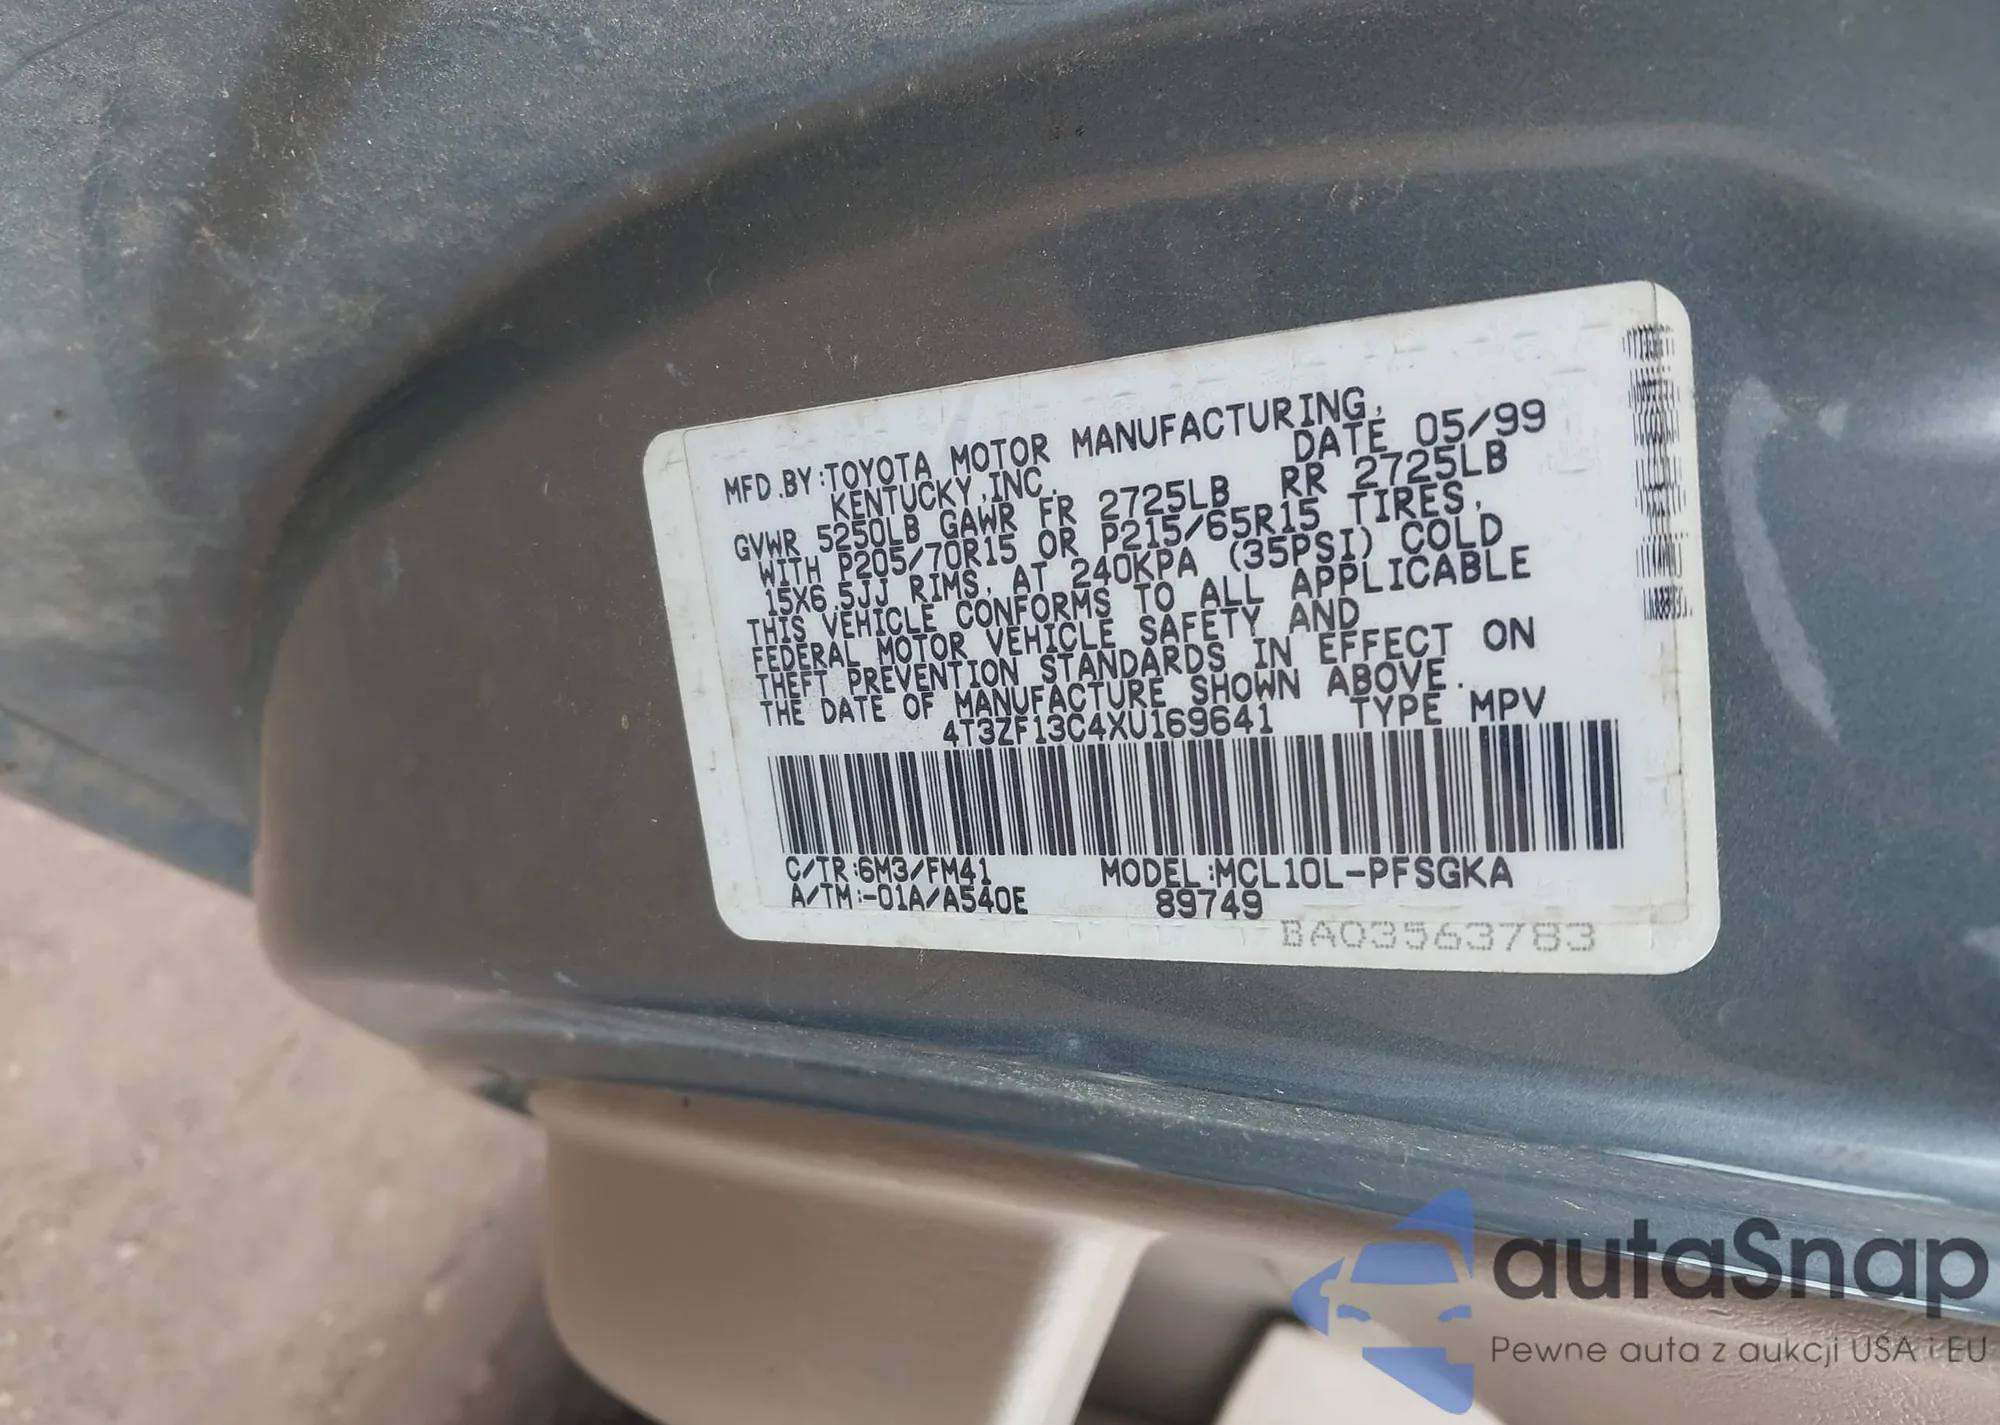 MFD.BY:TOYOTA MOTOR MANUFACTURING,
KENTUCKY,INC. DATE 05/99
GVWR 5250LB GAWR FR 2725LB RR 2725LB
WITH P205/70R15 OR P215/65R15 TIRES,
15X6.5JJ RIMS, AT 240KPA (35PSI) COLD
THIS VEHICLE CONFORMS TO ALL APPLICABLE
FEDERAL MOTOR VEHICLE SAFETY AND
THEFT PREVENTION STANDARDS IN EFFECT ON
THE DATE OF MANUFACTURE SHOWN ABOVE.
4T3ZF13C4XU169641 TYPE MPV
C/TR:6M3/FM41 MODEL:MCL10L-PFSGKA
A/TM:-01A/A540E 89749
BA03563783
autaSnap
Pewne auta z aukcji USA i EU